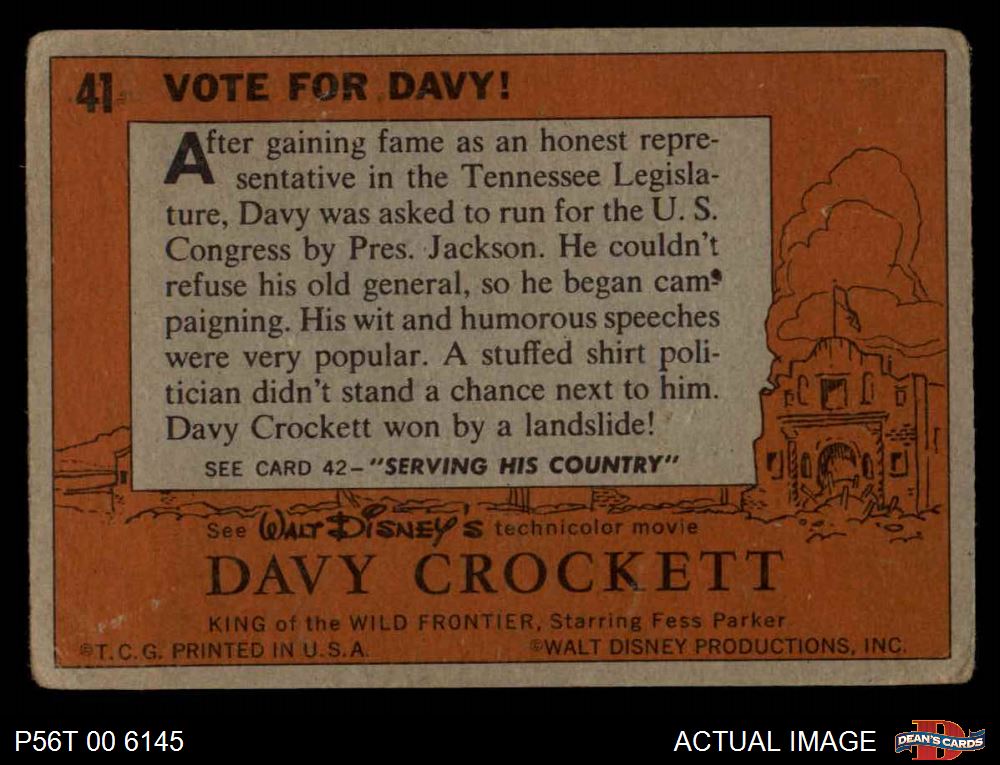 41 VOTE FOR DAVY!
After gaining fame as an honest repre-
sentative in the Tennessee Legisla-
ture, Davy was asked to run for the U. S.
Congress by Pres. Jackson. He couldn't
refuse his old general, so he began cam-
paigning. His wit and humorous speeches
were very popular. A stuffed shirt poli-
tician didn't stand a chance next to him.
Davy Crockett won by a landslide!
SEE CARD 42-"SERVING HIS COUNTRY"
See WALT DISNEY'S technicolor movie
DAVY CROCKETT
KING of the WILD FRONTIER, Starring Fess Parker
©T.C.G. PRINTED IN U.S.A. ©WALT DISNEY PRODUCTIONS, INC.
P56T 00 6145 ACTUAL IMAGE DEAN'S CARDS